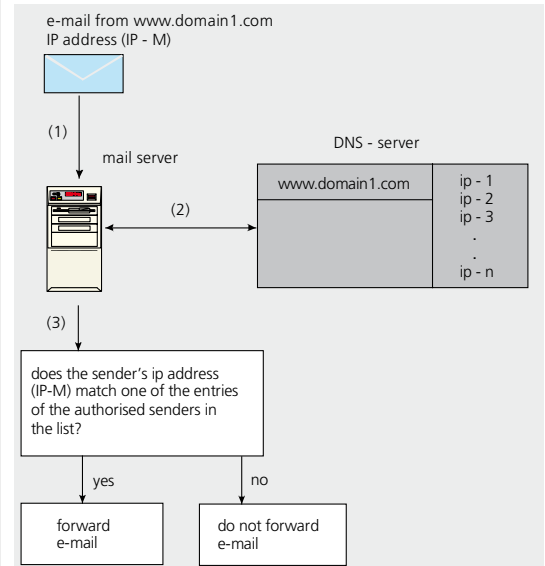 e-mail from www.domain1.com
IP address (IP - M)
(1)
mail server
DNS - server
www.domain1.com
ip - 1
ip - 2
ip - 3
.
.
ip - n
(2)
(3)
does the sender's ip address
(IP-M) match one of the entries
of the authorised senders in
the list?
yes
no
forward
e-mail
do not forward
e-mail